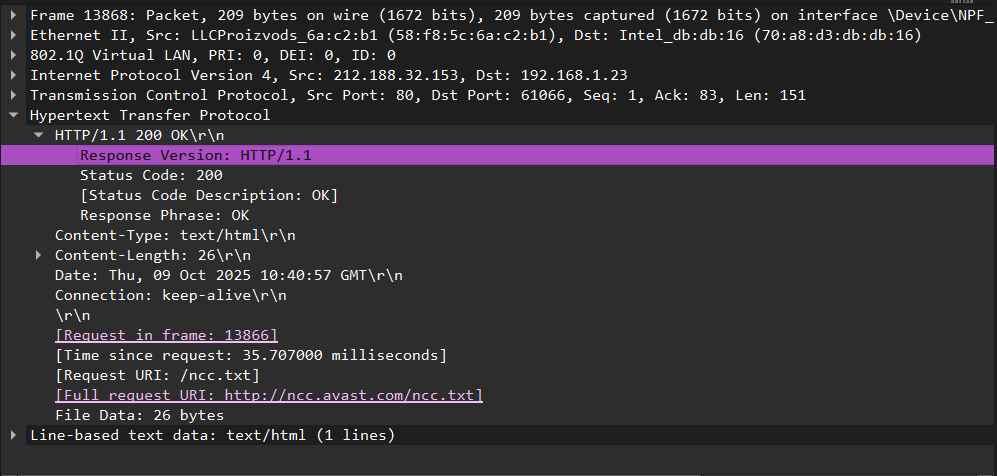 Frame 13868: Packet, 209 bytes on wire (1672 bits), 209 bytes captured (1672 bits) on interface \Device\NPF_
Ethernet II, Src: LLCProizvods_6a:c2:b1 (58:f8:5c:6a:c2:b1), Dst: Intel_db:db:16 (70:a8:d3:db:db:16)
802.1Q Virtual LAN, PRI: 0, DEI: 0, ID: 0
Internet Protocol Version 4, Src: 212.188.32.153, Dst: 192.168.1.23
Transmission Control Protocol, Src Port: 80, Dst Port: 61066, Seq: 1, Ack: 83, Len: 151
Hypertext Transfer Protocol
HTTP/1.1 200 OK\r\n
Response Version: HTTP/1.1
Status Code: 200
[Status Code Description: OK]
Response Phrase: OK
Content-Type: text/html\r\n
Content-Length: 26\r\n
Date: Thu, 09 Oct 2025 10:40:57 GMT\r\n
Connection: keep-alive\r\n
\r\n
[Request in frame: 13866]
[Time since request: 35.707000 milliseconds]
[Request URI: /ncc.txt]
[Full request URI: http://ncc.avast.com/ncc.txt]
File Data: 26 bytes
Line-based text data: text/html (1 lines)